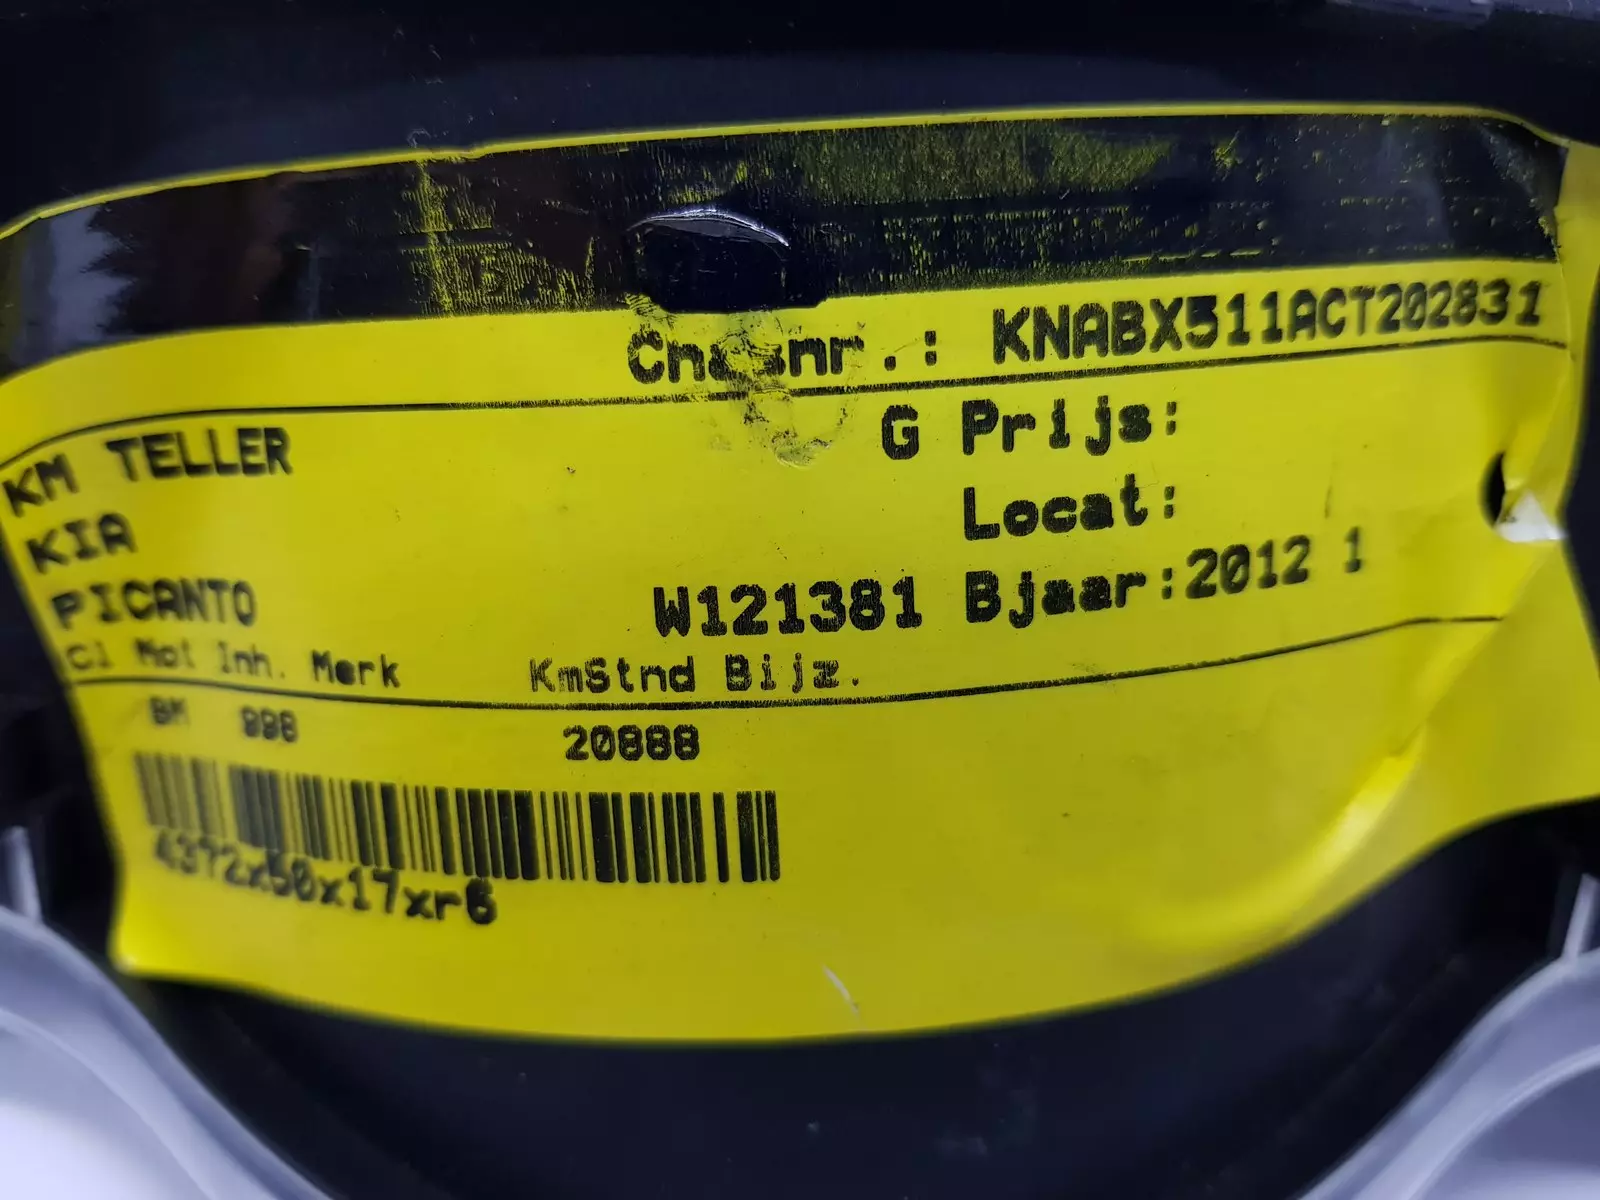 Chasnr.: KNABX511ACT202831
KM TELLER G Prijs:
KIA Locat:
PICANTO W121381 Bjaar:2012 1
Cl Mot Inh. Merk KmStnd Bijz.
BM 998 20888
4372x50x17xr6